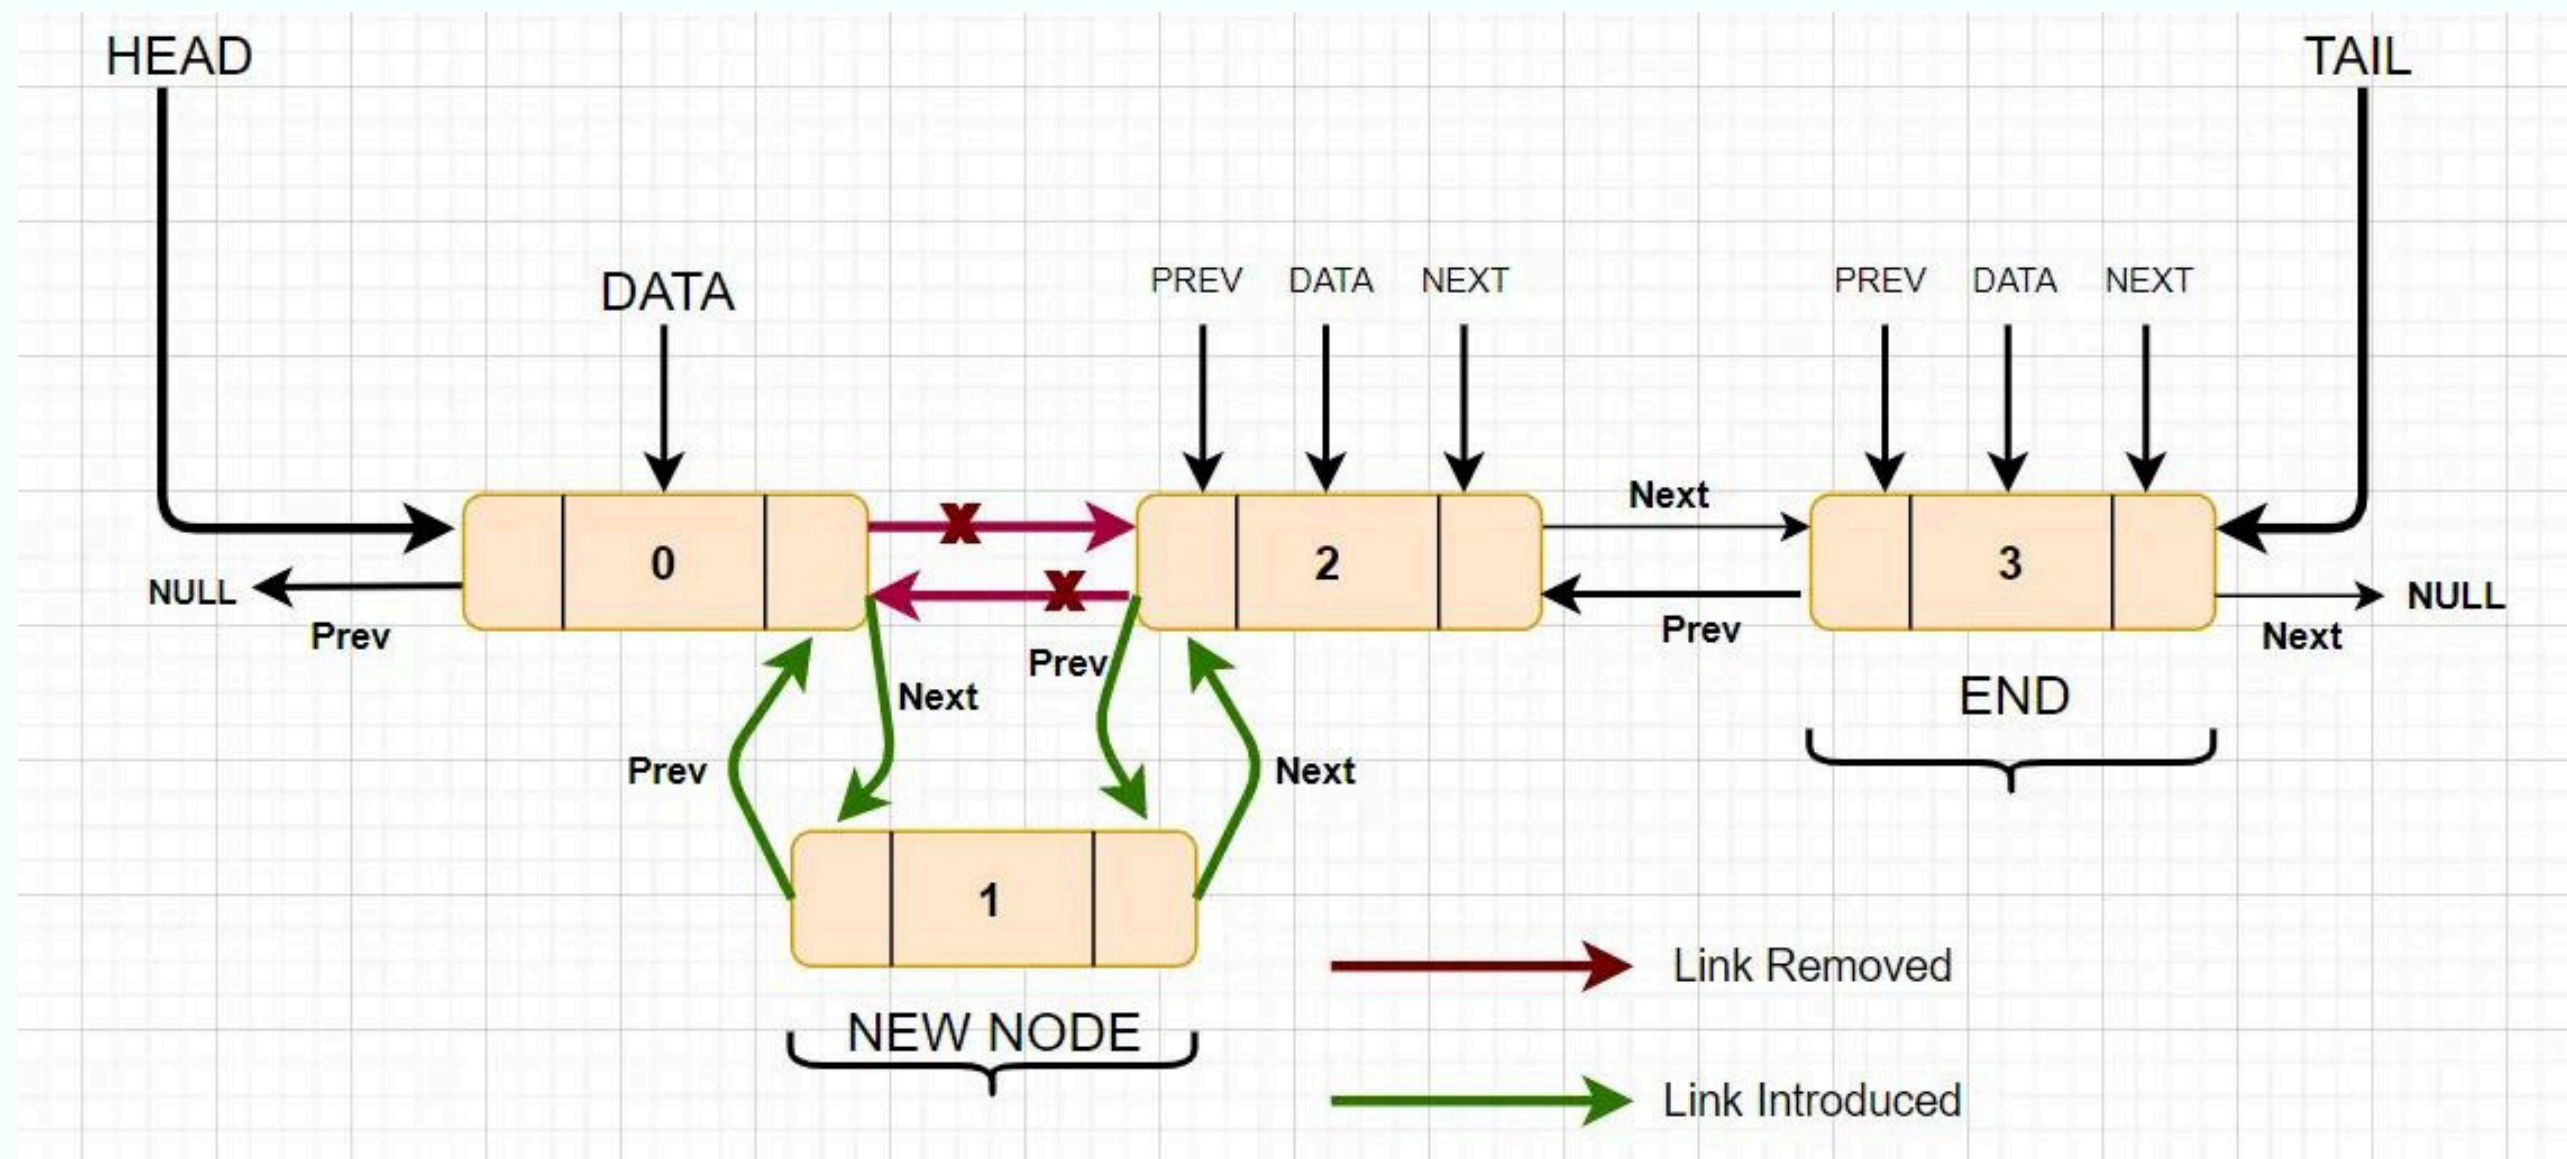 HEAD
TAIL
DATA
PREV DATA NEXT
PREV DATA NEXT
0
2
Next
3
NULL
Prev
Prev
NULL
Next
Prev
Next
Prev
Next
END
1
NEW NODE
Link Removed
Link Introduced